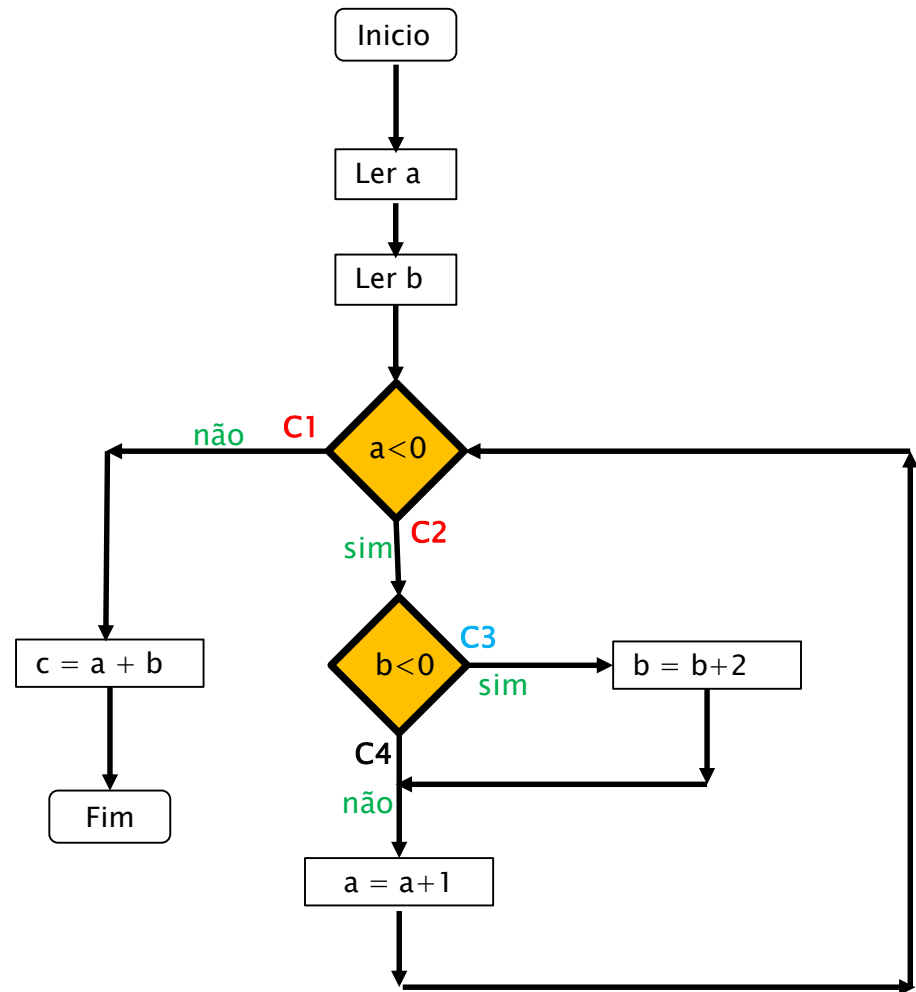 Inicio
Ler a
Ler b
não
C1
a<0
C2
sim
c = a + b
b<0
C3
sim
b = b+2
C4
não
Fim
a = a+1